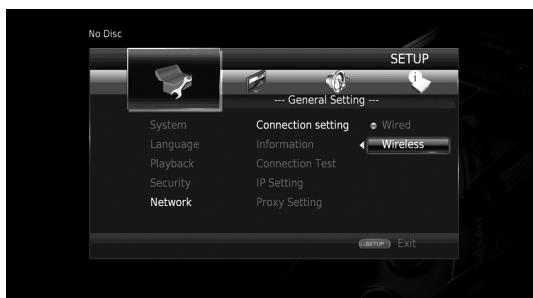 No Disc
SETUP
--- General Setting ---
System Connection setting Wired
Language Information Wireless
Playback Connection Test
Security IP Setting
Network Proxy Setting
SETUP Exit